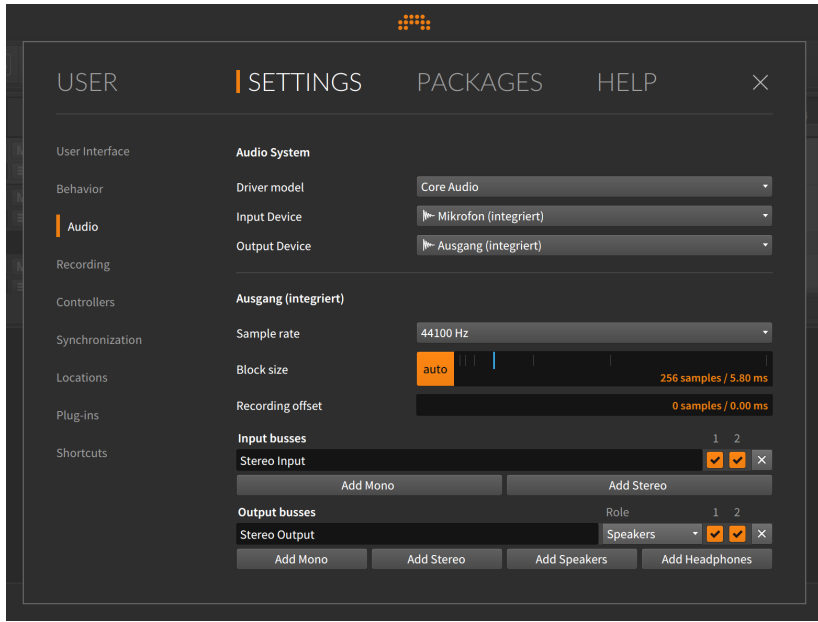 USER SETTINGS PACKAGES HELP
User Interface
Behavior
Audio
Recording
Controllers
Synchronization
Locations
Plug-ins
Shortcuts
Audio System
Driver model Core Audio
Input Device Mikrofon (integriert)
Output Device Ausgang (integriert)
Ausgang (integriert)
Sample rate 44100 Hz
Block size auto 256 samples / 5.80 ms
Recording offset 0 samples / 0.00 ms
Input busses 1 2
Stereo Input
Add Mono Add Stereo
Output busses Role 1 2
Stereo Output Speakers
Add Mono Add Stereo Add Speakers Add Headphones